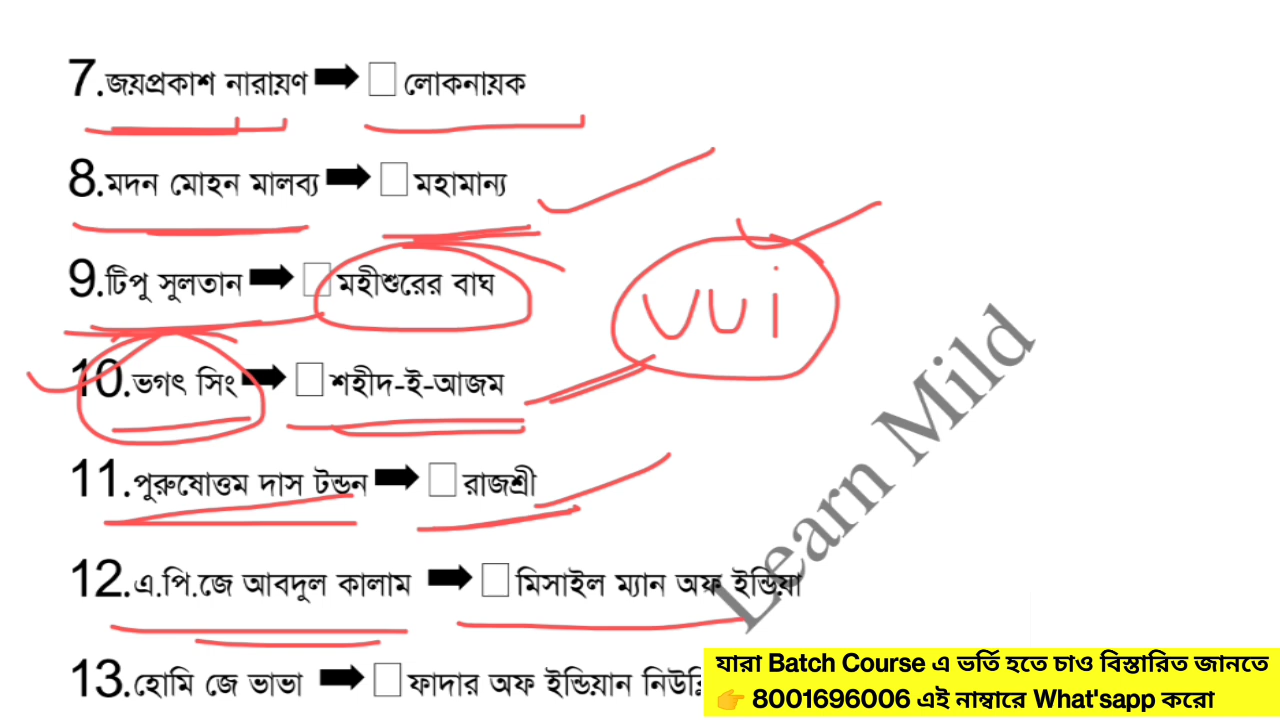 7.জয়প্রকাশ নারায়ণ ➡ লোকনায়ক
8.মদন মোহন মালব্য ➡ মহামান্য
9.টিপু সুলতান ➡ মহীশুরের বাঘ
vvi
10.ভগৎ সিং ➡ শহীদ-ই-আজম
11.পুরুষোত্তম দাস টন্ডন ➡ রাজশ্রী
12.এ.পি.জে আবদুল কালাম ➡ মিসাইল ম্যান অফ ইন্ডিয়া
Learn Mild
13.হোমি জে ভাভা ➡ ফাদার অফ ইন্ডিয়ান
যারা Batch Course এ ভর্তি হতে চাও বিস্তারিত জানতে
👉 8001696006 এই নাম্বারে What'sapp করো